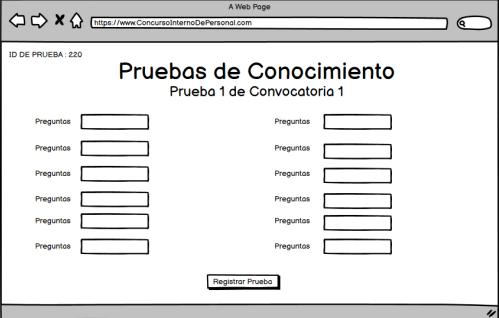 A Web Page
https://www.ConcursoInternoDePersonal.com
ID DE PRUEBA : 220
Pruebas de Conocimiento
Prueba 1 de Convocatoria 1
Preguntas Preguntas
Preguntas Preguntas
Preguntas Preguntas
Preguntas Preguntas
Preguntas Preguntas
Preguntas Preguntas
Registrar Prueba